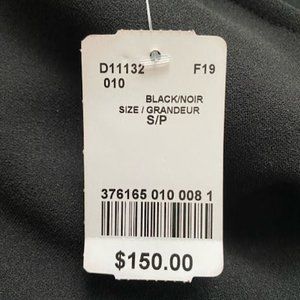 D11132 F19
010
BLACK/NOIR
SIZE / GRANDEUR
S/P
376165 010 008 1
$150.00